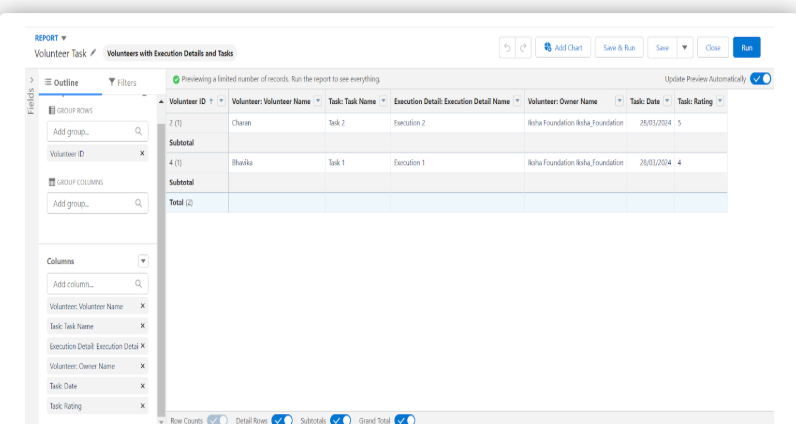 REPORT ▼
Volunteer Task Volunteers with Execution Details and Tasks
Add Chart Save & Run Save ▼ Close Run
Fields
Outline Filters
Previewing a limited number of records. Run the report to see everything. Update Preview Automatically
GROUP ROWS
Add group...
Volunteer ID X
GROUP COLUMNS
Add group...
Columns
Add column...
Volunteer: Volunteer Name X
Task: Task Name X
Execution Detail: Execution Detai X
Volunteer: Owner Name X
Task: Date X
Task: Rating X
Volunteer ID ↑ Volunteer: Volunteer Name Task: Task Name Execution Detail: Execution Detail Name Volunteer: Owner Name Task: Date Task: Rating
2 (1) Charan Task 2 Execution 2 Iksha Foundation Iksha_Foundation 28/03/2024 5
Subtotal
4 (1) Bhavika Task 1 Execution 1 Iksha Foundation Iksha_Foundation 28/03/2024 4
Subtotal
Total (2)
Row Counts Detail Rows Subtotals Grand Total